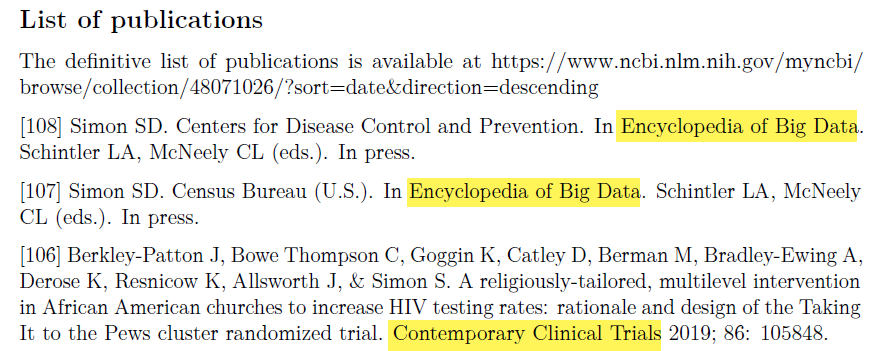 List of publications
The definitive list of publications is available at https://www.ncbi.nlm.nih.gov/myncbi/
browse/collection/48071026/?sort=date&direction=descending
[108] Simon SD. Centers for Disease Control and Prevention. In Encyclopedia of Big Data.
Schintler LA, McNeely CL (eds.). In press.
[107] Simon SD. Census Bureau (U.S.). In Encyclopedia of Big Data. Schintler LA, McNeely
CL (eds.). In press.
[106] Berkley-Patton J, Bowe Thompson C, Goggin K, Catley D, Berman M, Bradley-Ewing A,
Derose K, Resnicow K, Allsworth J, & Simon S. A religiously-tailored, multilevel intervention
in African American churches to increase HIV testing rates: rationale and design of the Taking
It to the Pews cluster randomized trial. Contemporary Clinical Trials 2019; 86: 105848.